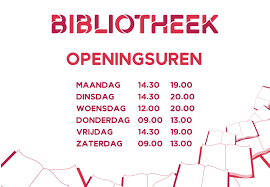 BIBLIOTHEEK
OPENINGSUREN
MAANDAG 14.30 19.00
DINSDAG 14.30 20.00
WOENSDAG 12.00 20.00
DONDERDAG 09.00 13.00
VRIJDAG 14.30 19.00
ZATERDAG 09.00 13.00